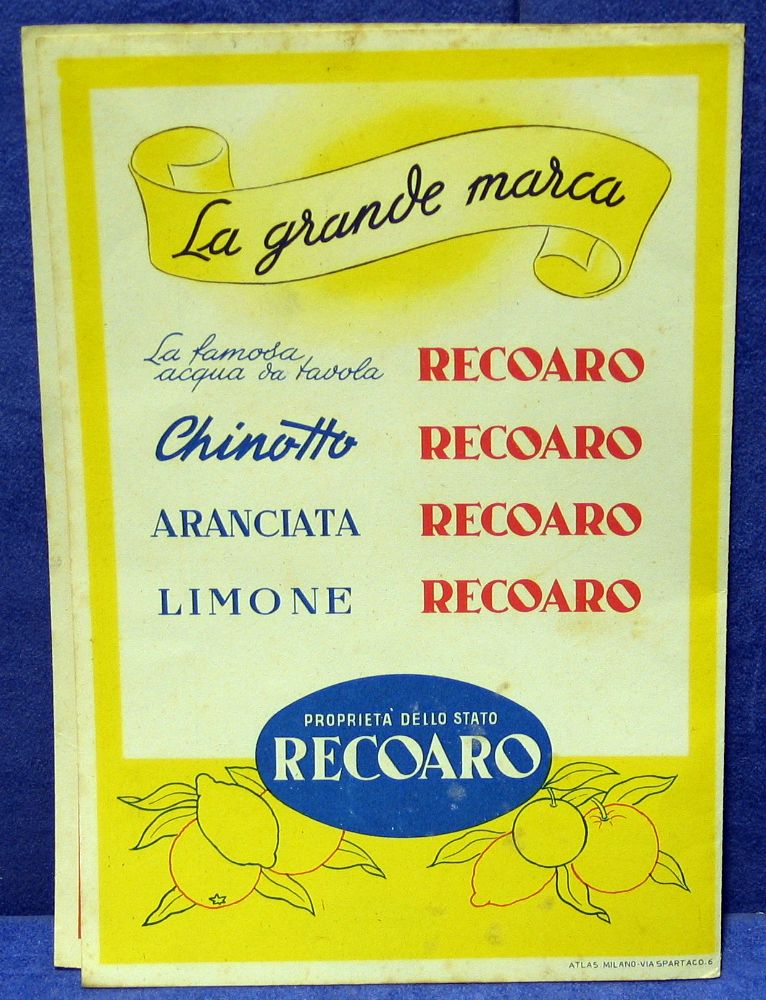 La grande marca
La famosa
acqua da tavola
RECOARO
Chinotto
RECOARO
ARANCIATA
RECOARO
LIMONE
RECOARO
PROPRIETÀ DELLO STATO
RECOARO
ATLAS MILANO-VIA SPARTACO.6